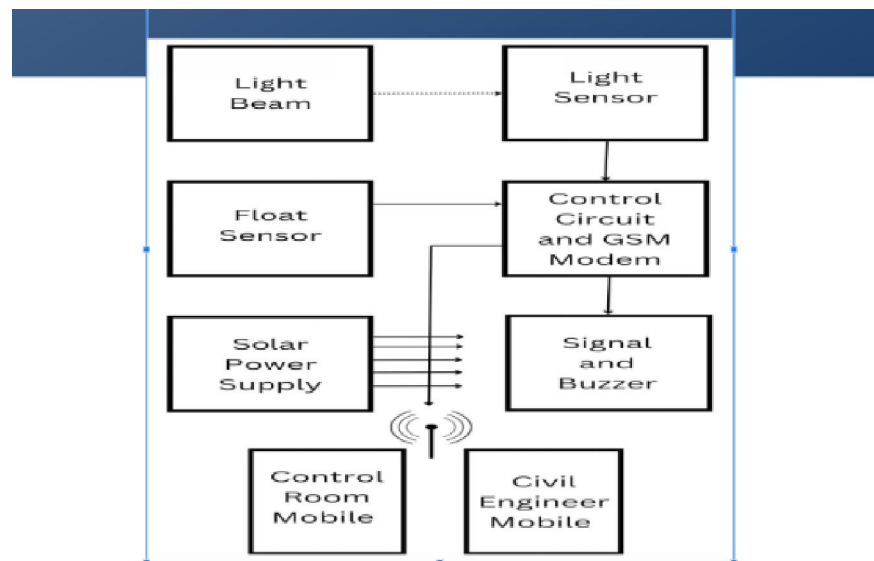 Light
Beam
Light
Sensor
Float
Sensor
Control
Circuit
and GSM
Modem
Solar
Power
Supply
Signal
and
Buzzer
Control
Room
Mobile
Civil
Engineer
Mobile